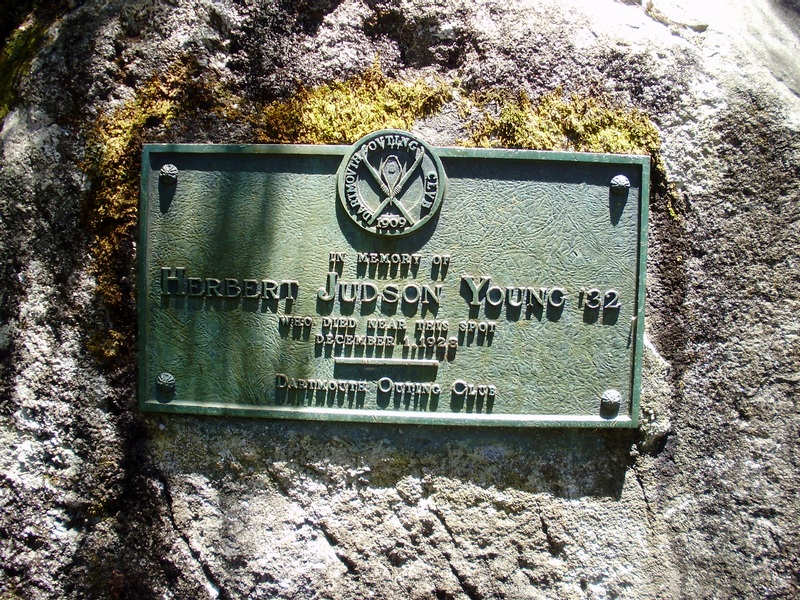 DARTMOUTH OUTING CLUB
1909
IN MEMORY OF
HERBERT JUDSON YOUNG '32
WHO DIED NEAR THIS SPOT
DECEMBER 1, 1928
DARTMOUTH OUTING CLUB